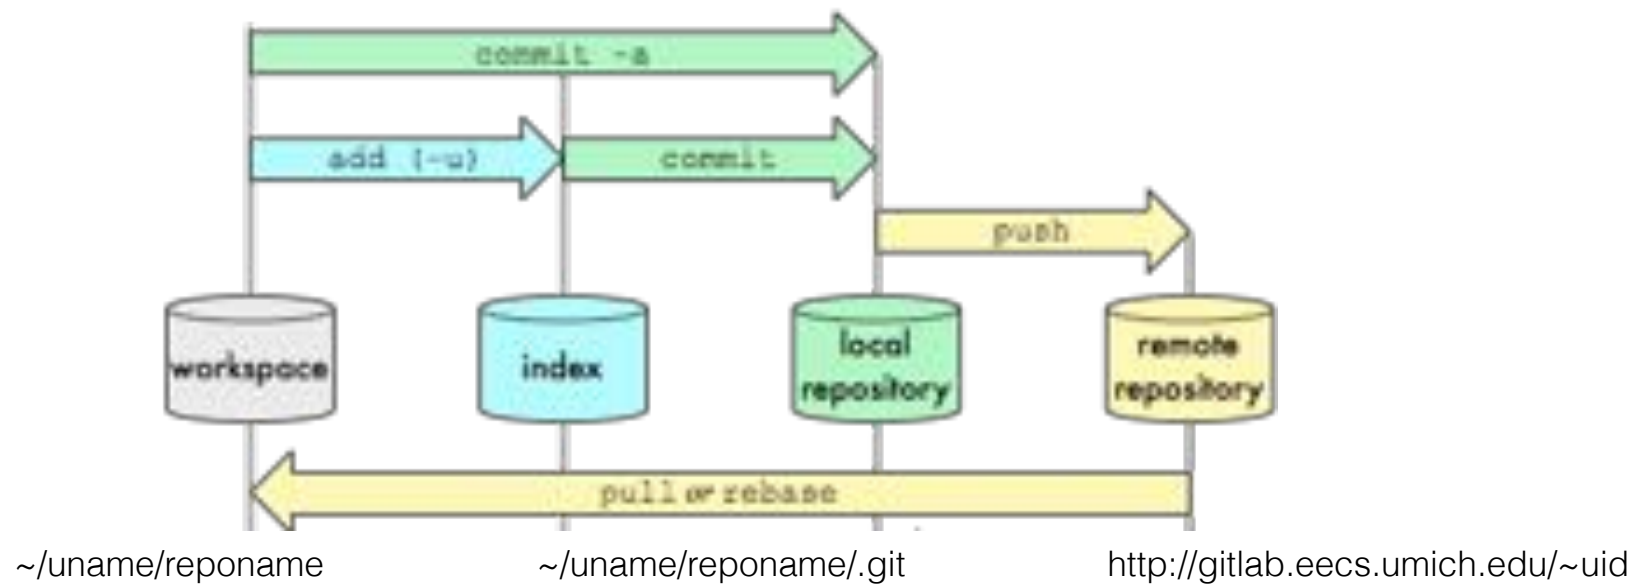 commit -a
add (-u)
commit
push
workspace
index
local
repository
remote
repository
pull or rebase
~/uname/reponame
~/uname/reponame/.git
http://gitlab.eecs.umich.edu/~uid